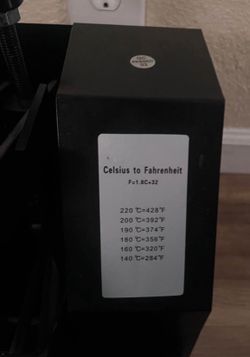 Celsius to Fahrenheit
F=1.8C+32
220 ℃=428°F
200 ℃=392°F
190 ℃=374°F
180 ℃=356°F
160 ℃=320°F
140 ℃=284°F